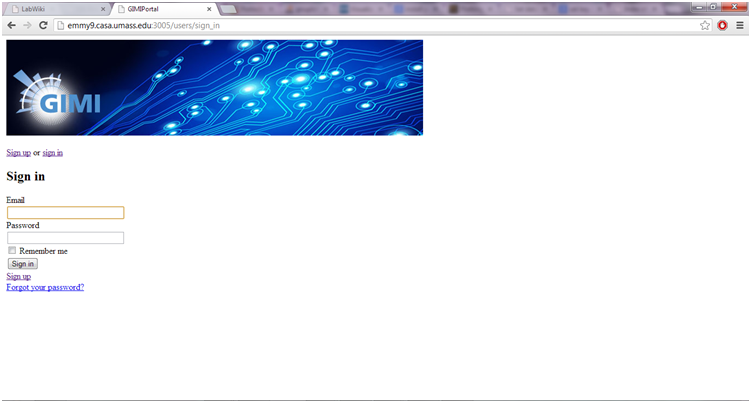 LabWiki
GIMIPortal
emmy9.casa.umass.edu:3005/users/sign_in
GIMI
Sign up or sign in
Sign in
Email
Password
Remember me
Sign in
Sign up
Forgot your password?